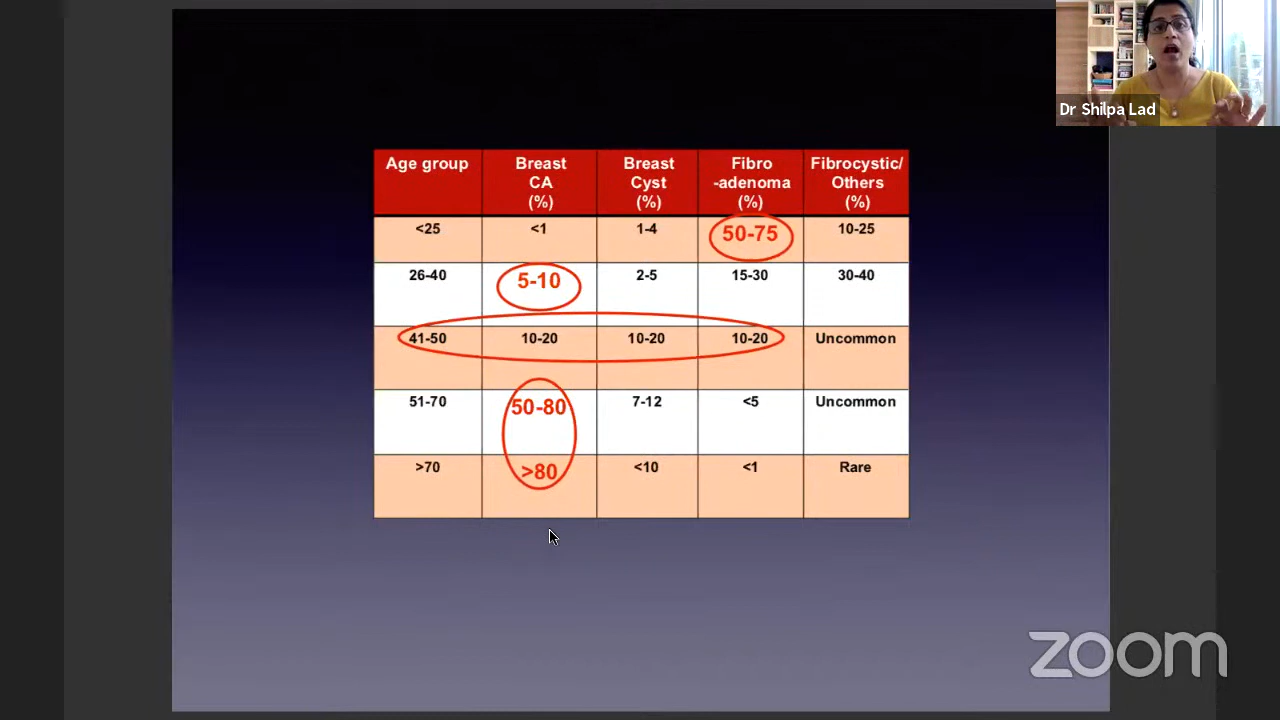 Dr Shilpa Lad
Age group Breast CA (%) Breast Cyst (%) Fibro -adenoma (%) Fibrocystic/ Others (%)
<25 <1 1-4 50-75 10-25
26-40 5-10 2-5 15-30 30-40
41-50 10-20 10-20 10-20 Uncommon
51-70 50-80 7-12 <5 Uncommon
>70 >80 <10 <1 Rare
zoom